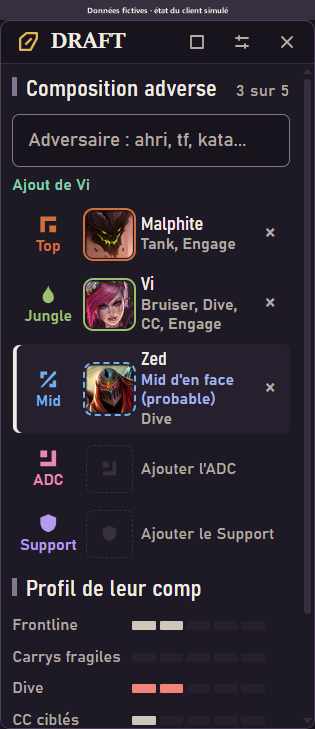 Données fictives · état du client simulé
DRAFT
Composition adverse
3 sur 5
Adversaire : ahri, tf, kata...
Ajout de Vi
Top
Malphite
Tank, Engage
Jungle
Vi
Bruiser, Dive,
CC, Engage
Mid
Zed
Mid d'en face
(probable)
Dive
ADC
Ajouter l'ADC
Support
Ajouter le Support
Profil de leur comp
Frontline
Carrys fragiles
Dive
CC ciblés